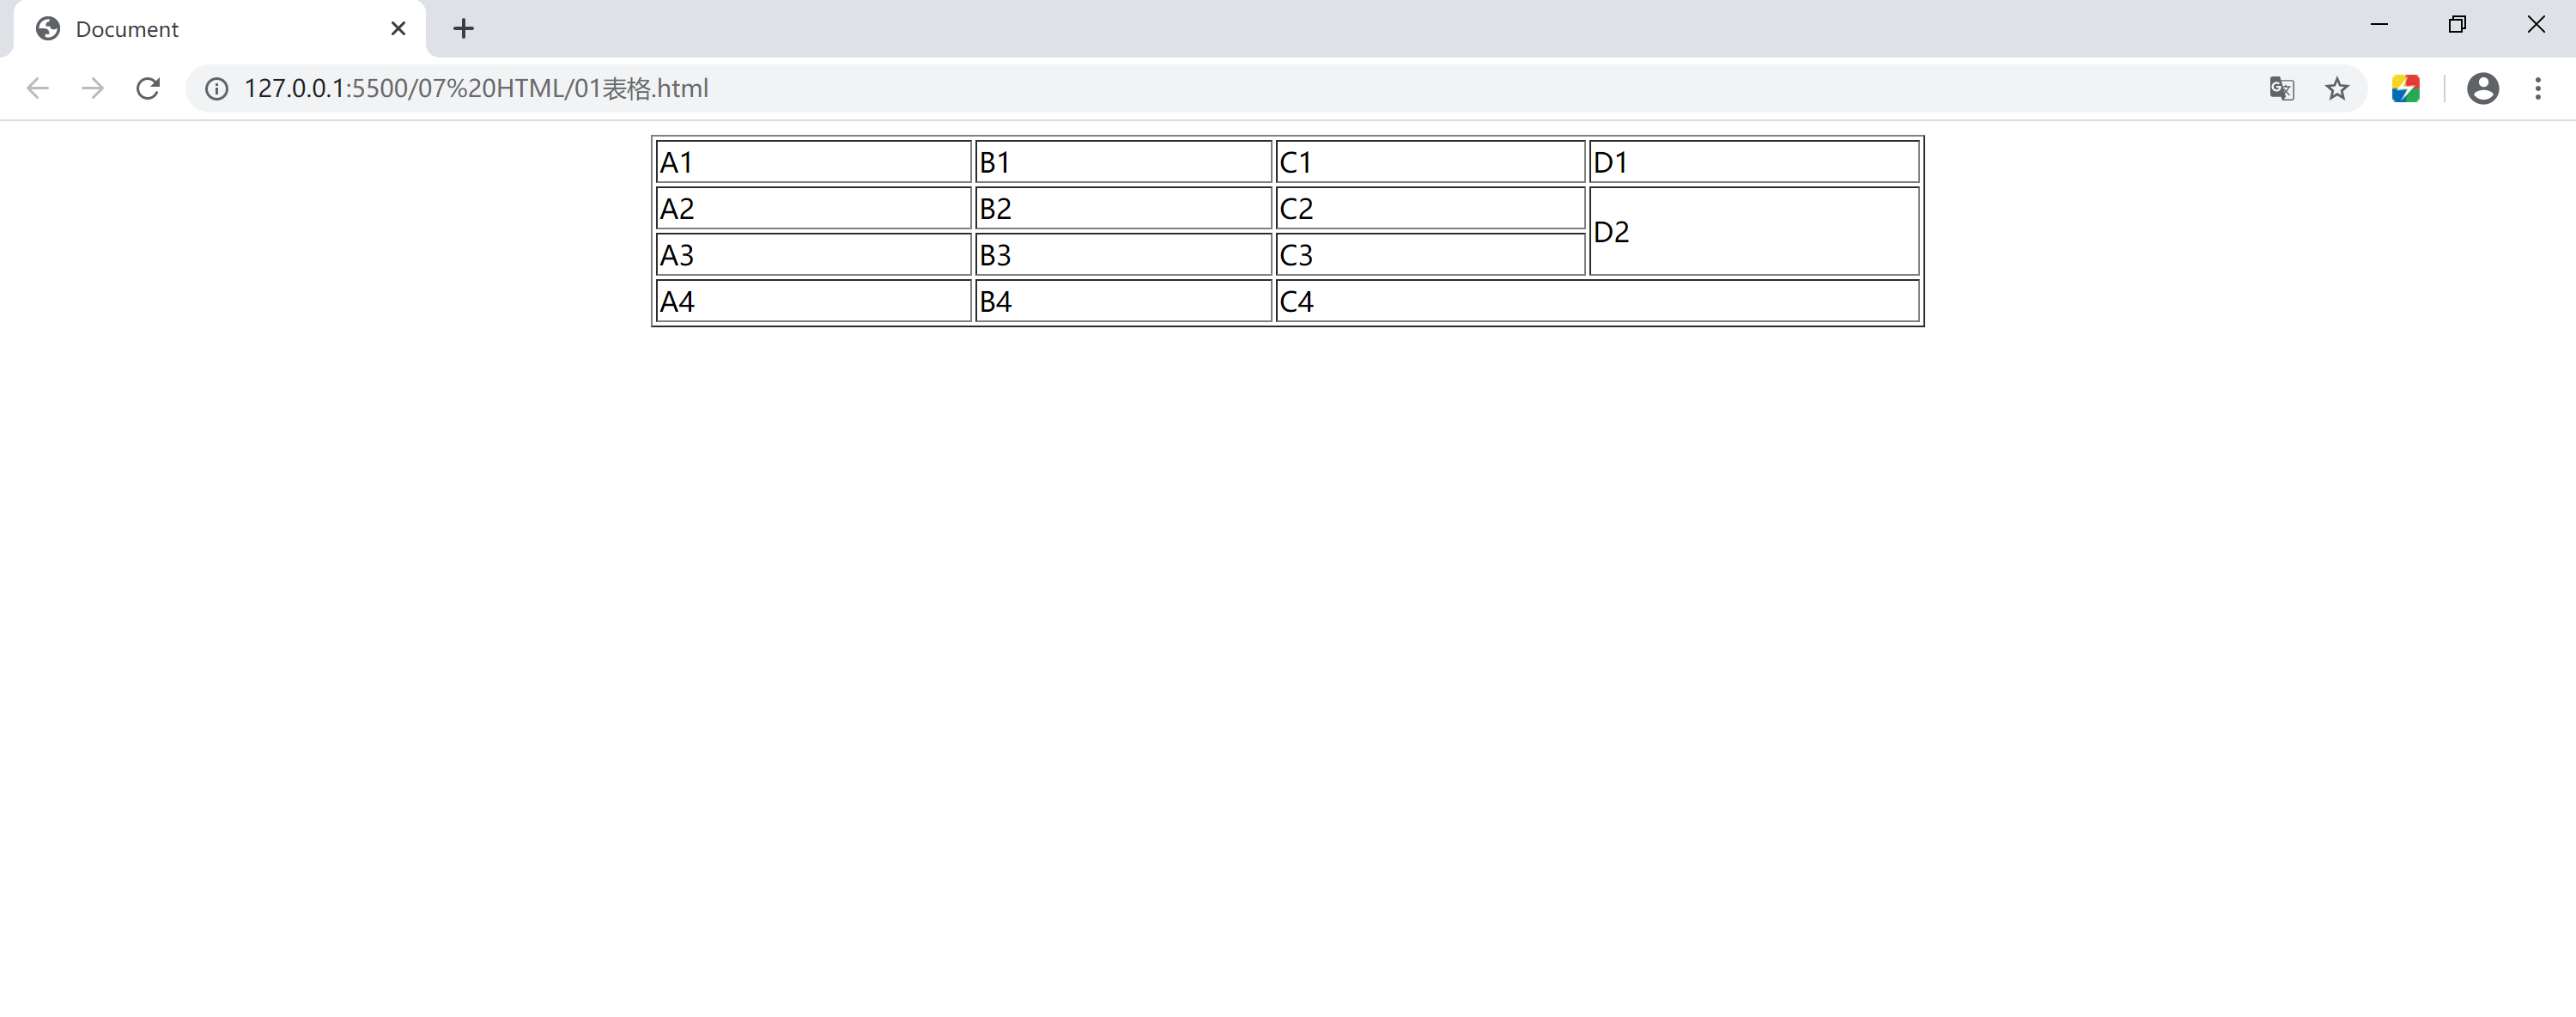 Document
127.0.0.1:5500/07%20HTML/01表格.html
A1 B1 C1 D1
A2 B2 C2 D2
A3 B3 C3
A4 B4 C4